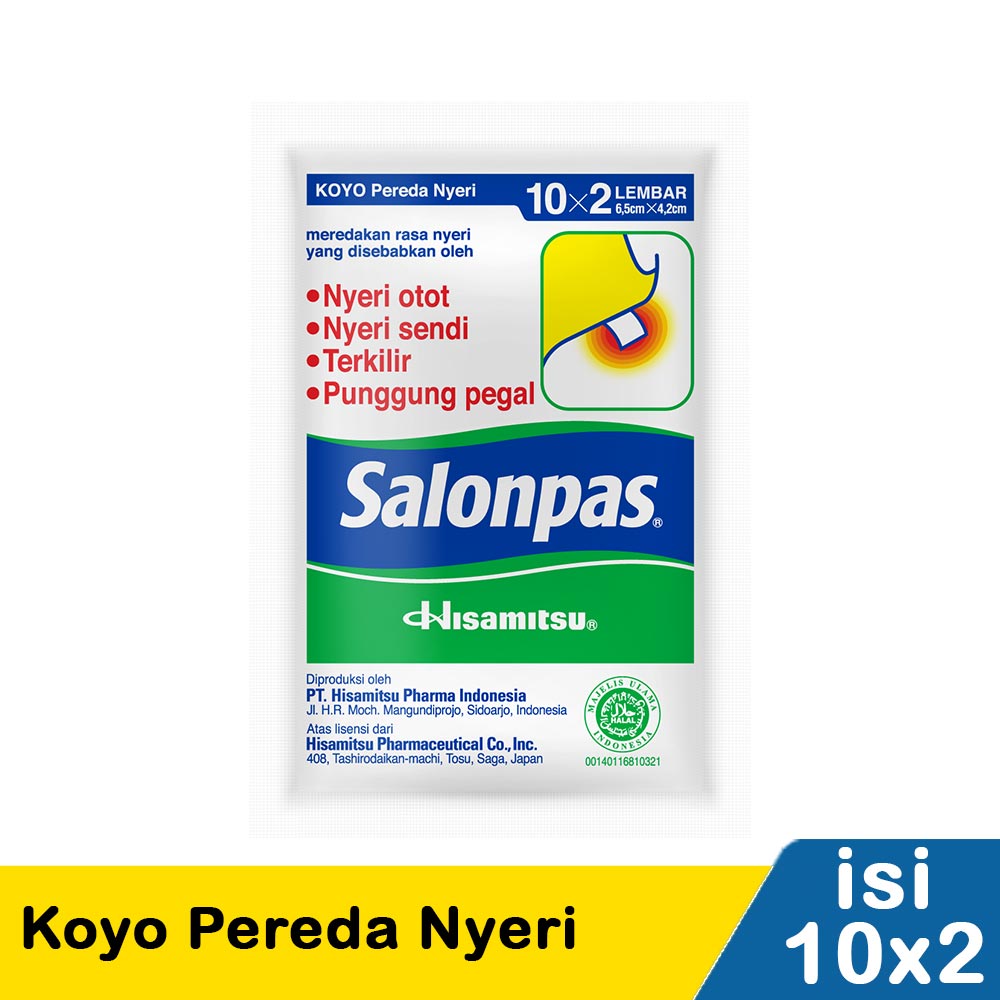 KOYO Pereda Nyeri
10×2 LEMBAR
6,5cm×4,2cm
meredakan rasa nyeri
yang disebabkan oleh
•Nyeri otot
•Nyeri sendi
•Terkilir
•Punggung pegal
Salonpas®
Hisamitsu®
Diproduksi oleh
PT. Hisamitsu Pharma Indonesia
Jl. H.R. Moch. Mangundiprojo, Sidoarjo, Indonesia
Atas lisensi dari
Hisamitsu Pharmaceutical Co., Inc.
408, Tashirodaikan-machi, Tosu, Saga, Japan
MAJELIS ULAMA
حلال
HALAL
INDONESIA
00140116810321
Koyo Pereda Nyeri
isi
10x2